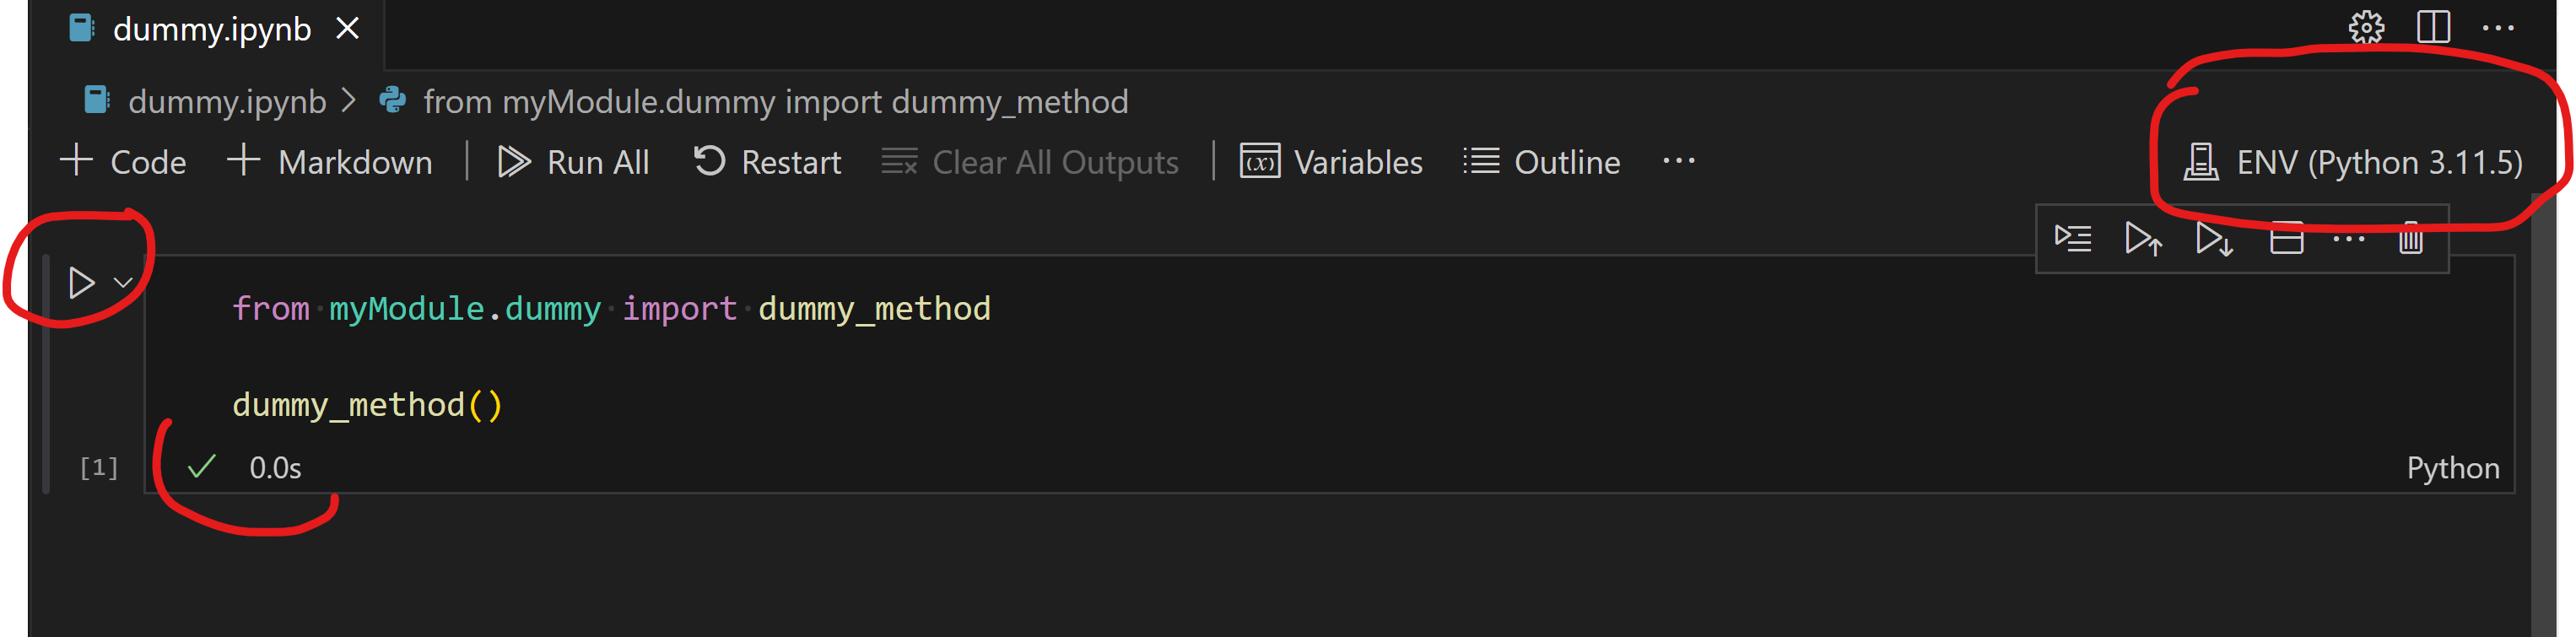 dummy.ipynb
dummy.ipynb > from myModule.dummy import dummy_method
+ Code + Markdown | Run All Restart Clear All Outputs | (x) Variables Outline ... ENV (Python 3.11.5)
from myModule.dummy import dummy_method
dummy_method()
[1] 0.0s Python